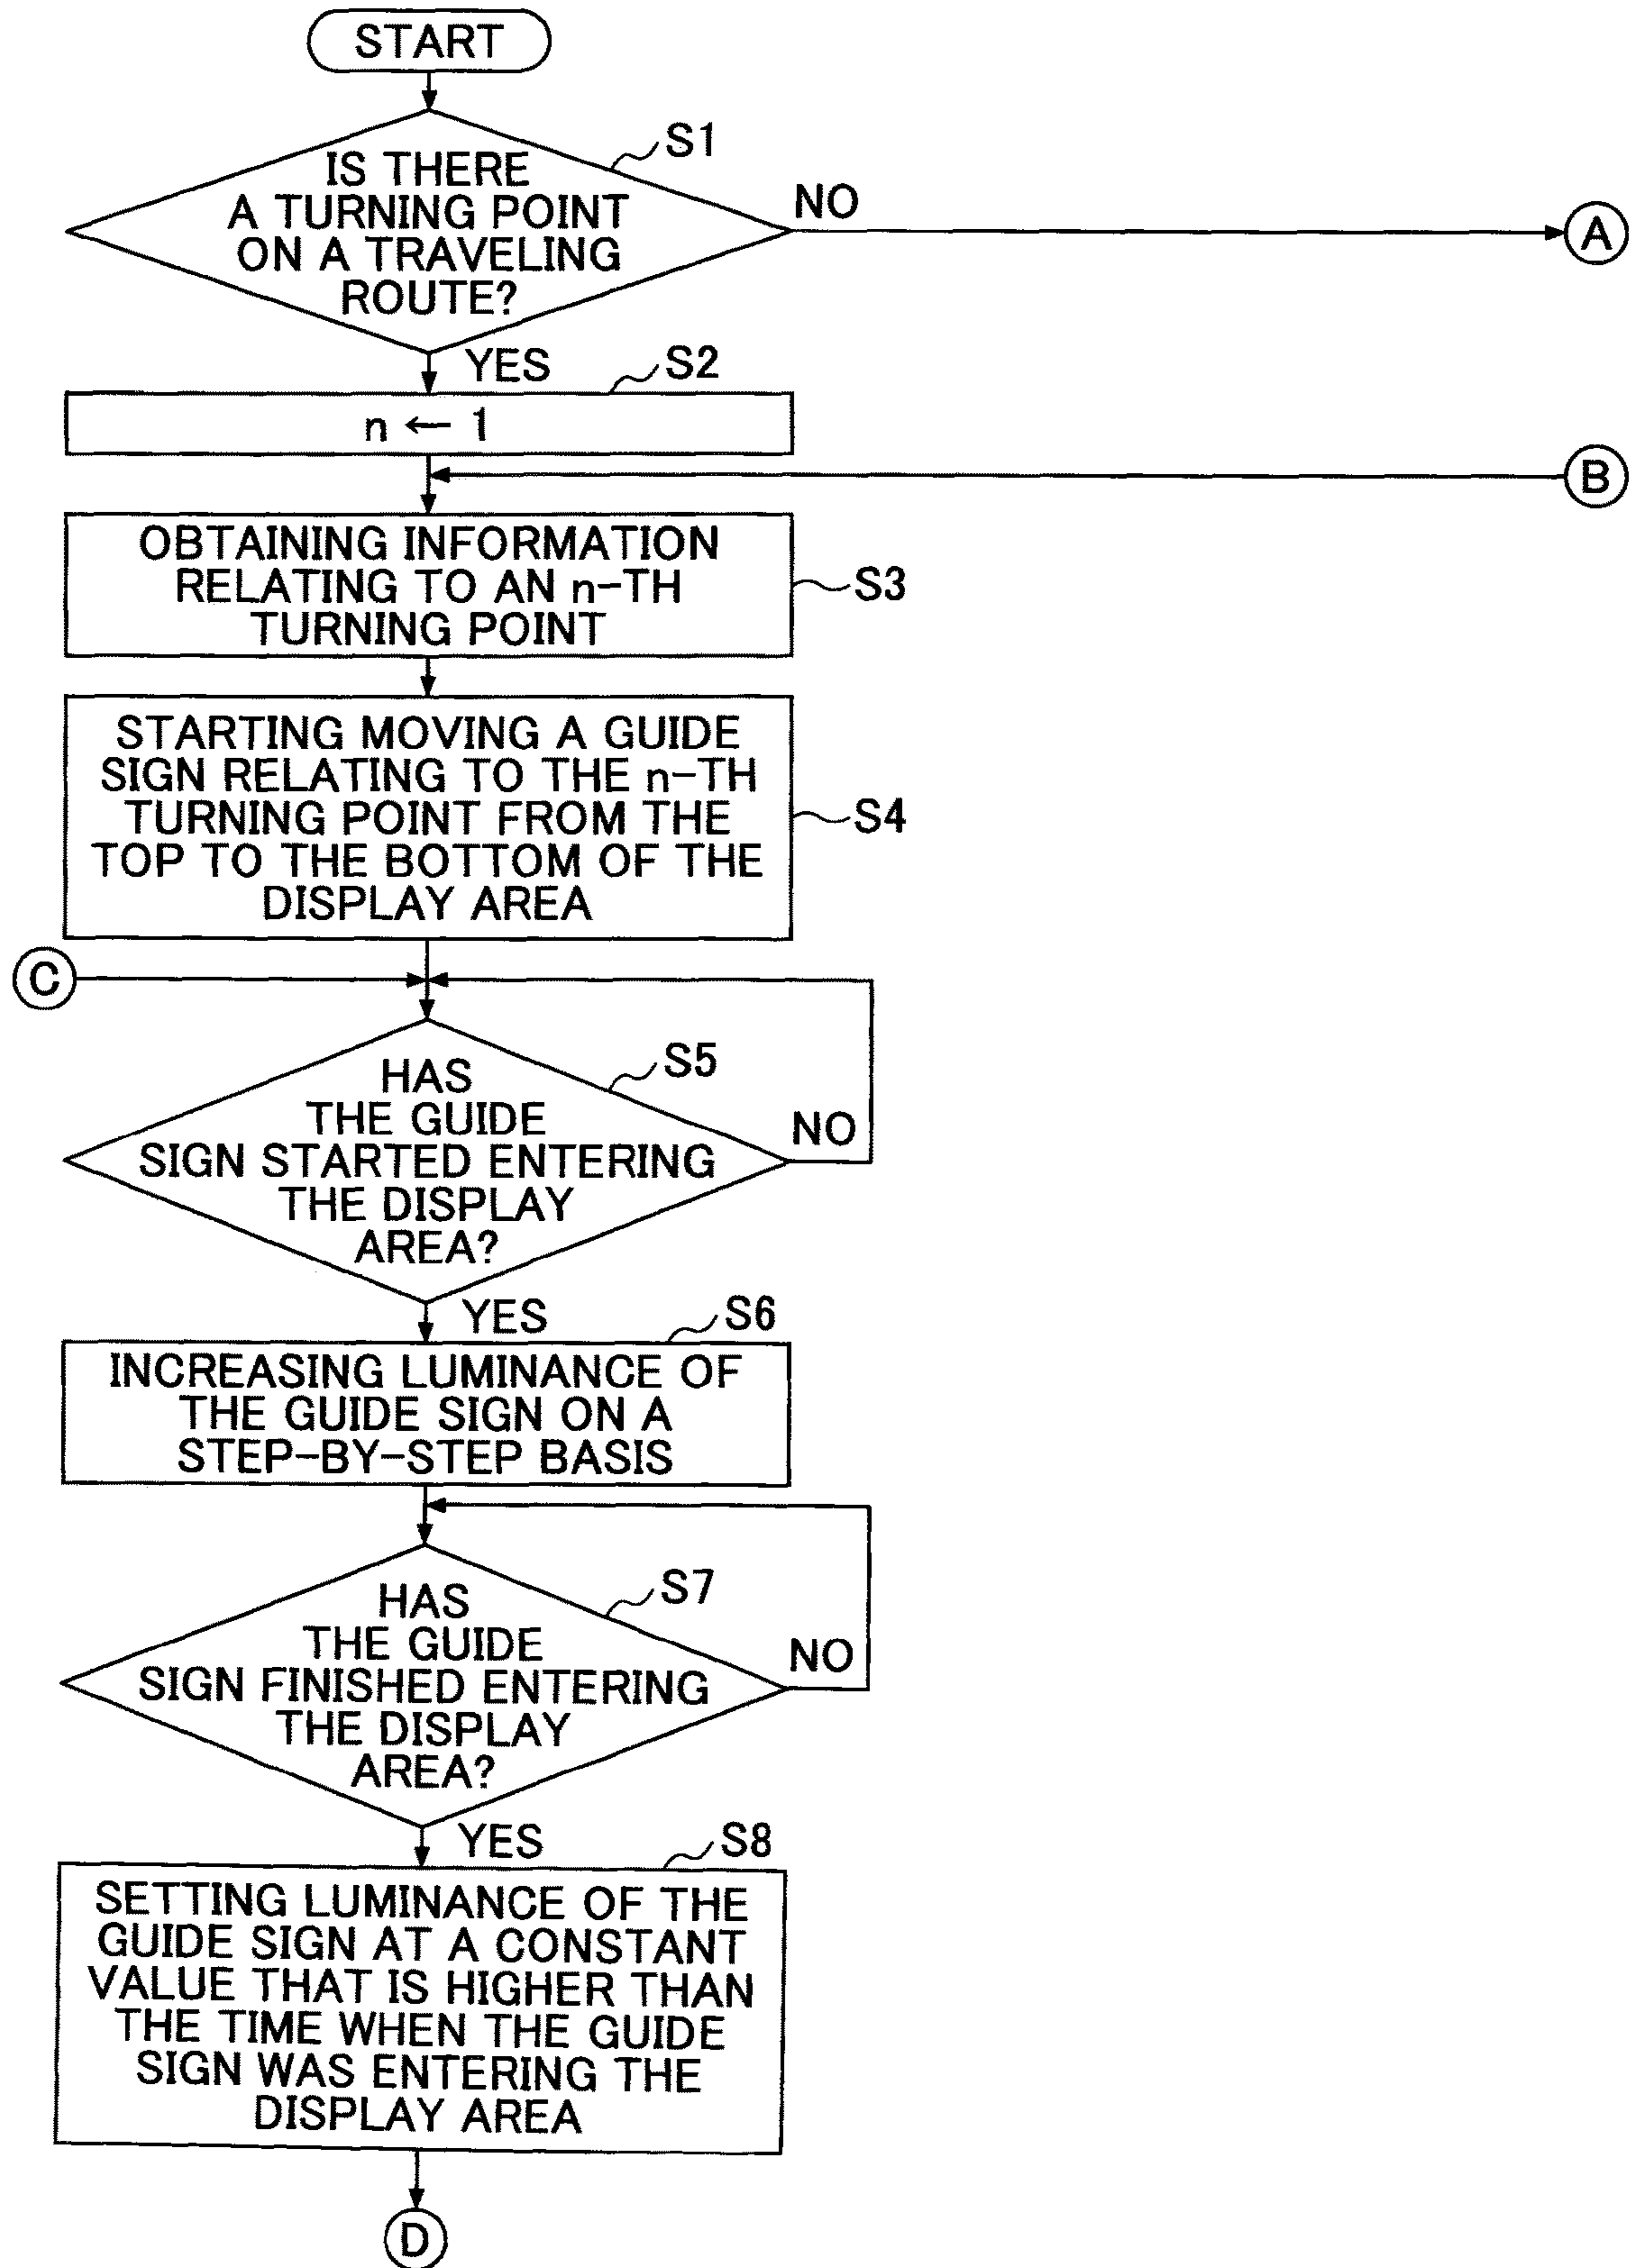 START
S1
IS THERE
A TURNING POINT
ON A TRAVELING
ROUTE?
NO
A
YES
S2
n ← 1
B
OBTAINING INFORMATION
RELATING TO AN n-TH
TURNING POINT
S3
STARTING MOVING A GUIDE
SIGN RELATING TO THE n-TH
TURNING POINT FROM THE
TOP TO THE BOTTOM OF THE
DISPLAY AREA
S4
C
S5
HAS
THE GUIDE
SIGN STARTED ENTERING
THE DISPLAY
AREA?
NO
YES
S6
INCREASING LUMINANCE OF
THE GUIDE SIGN ON A
STEP-BY-STEP BASIS
S7
HAS
THE GUIDE
SIGN FINISHED ENTERING
THE DISPLAY
AREA?
NO
YES
S8
SETTING LUMINANCE OF THE
GUIDE SIGN AT A CONSTANT
VALUE THAT IS HIGHER THAN
THE TIME WHEN THE GUIDE
SIGN WAS ENTERING THE
DISPLAY AREA
D